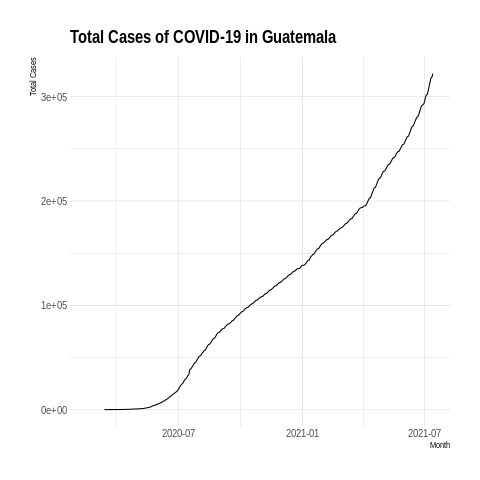 Total Cases of COVID-19 in Guatemala
Total Cases
3e+05
2e+05
1e+05
0e+00
2020-07
2021-01
2021-07
Month